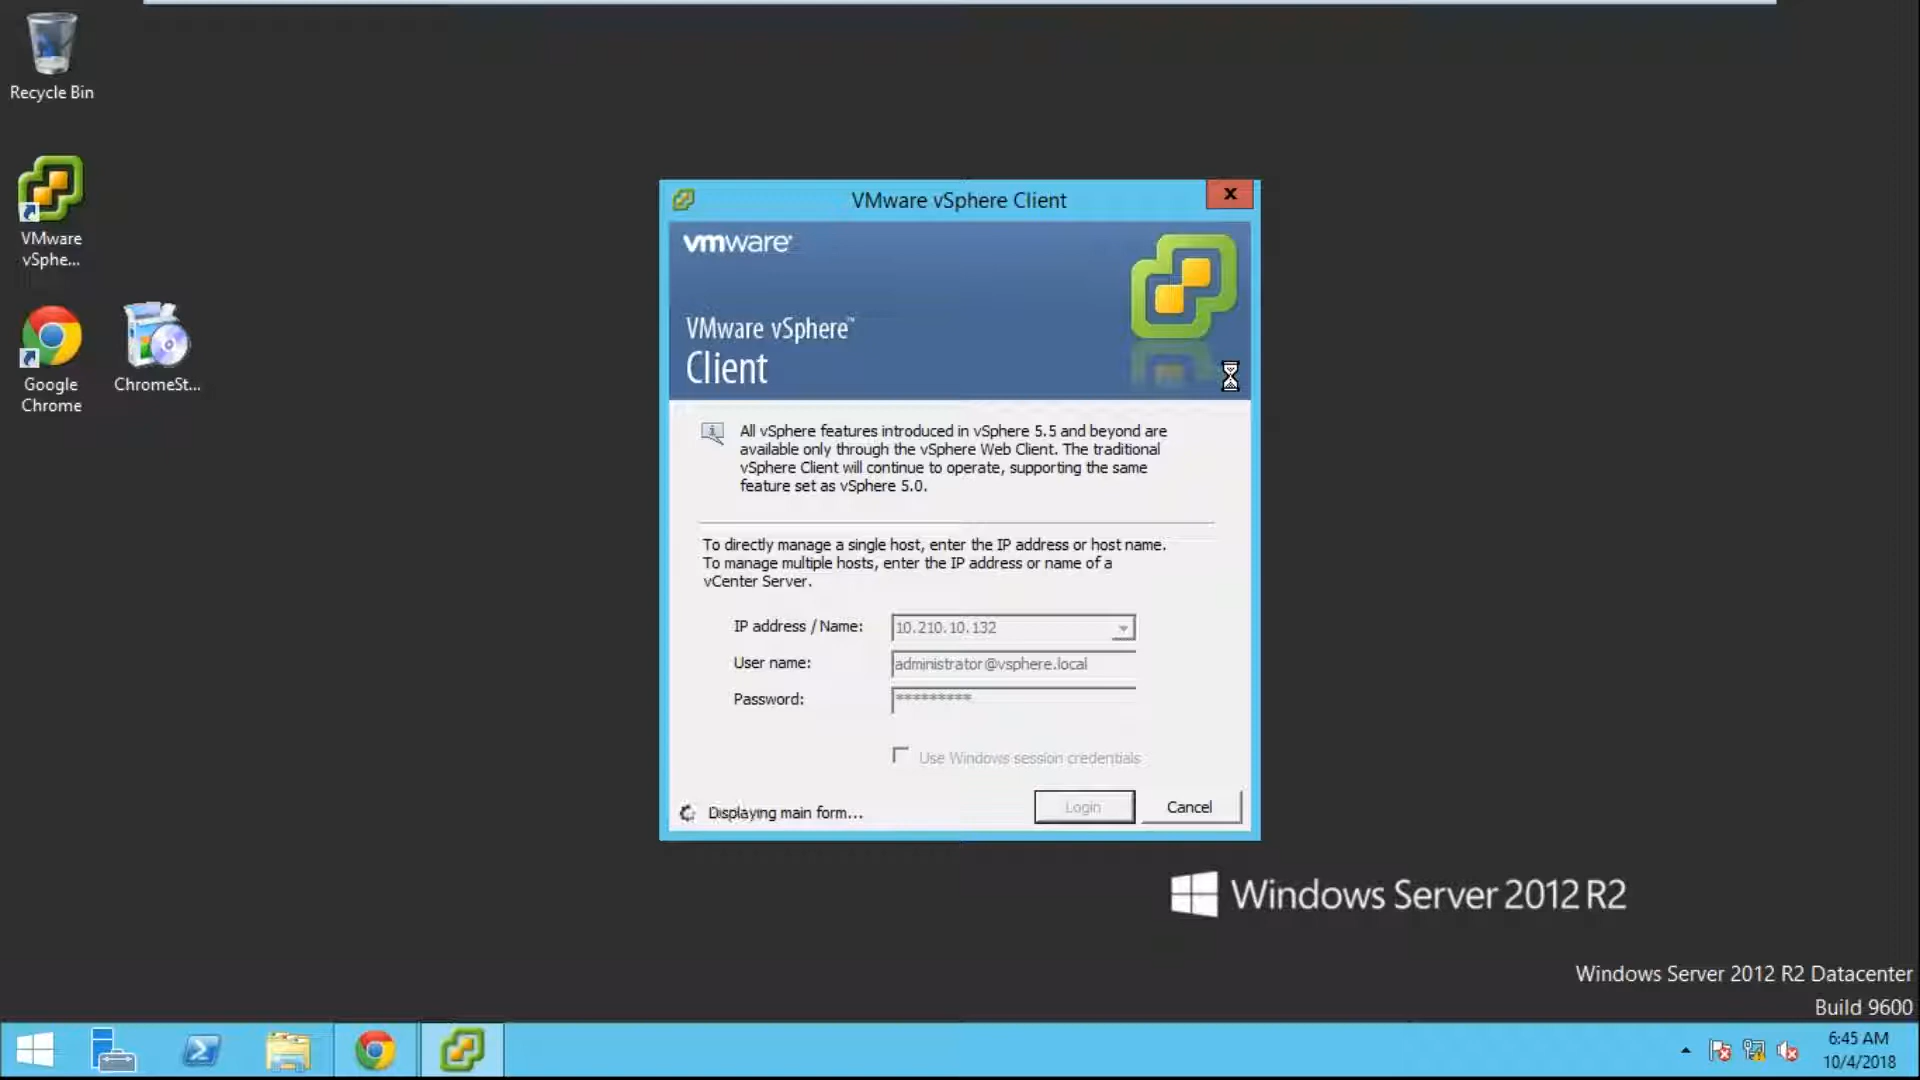 Recycle Bin
VMware
vSphe...
Google
Chrome
ChromeSt...
VMware vSphere Client
x
vmware
VMware vSphere™
Client
All vSphere features introduced in vSphere 5.5 and beyond are
available only through the vSphere Web Client. The traditional
vSphere Client will continue to operate, supporting the same
feature set as vSphere 5.0.
To directly manage a single host, enter the IP address or host name.
To manage multiple hosts, enter the IP address or name of a
vCenter Server.
IP address / Name: 10.210.10.132
User name: administrator@vsphere.local
Password: *********
Use Windows session credentials
Displaying main form...
Login
Cancel
Windows Server 2012 R2
Windows Server 2012 R2 Datacenter
Build 9600
6:45 AM
10/4/2018